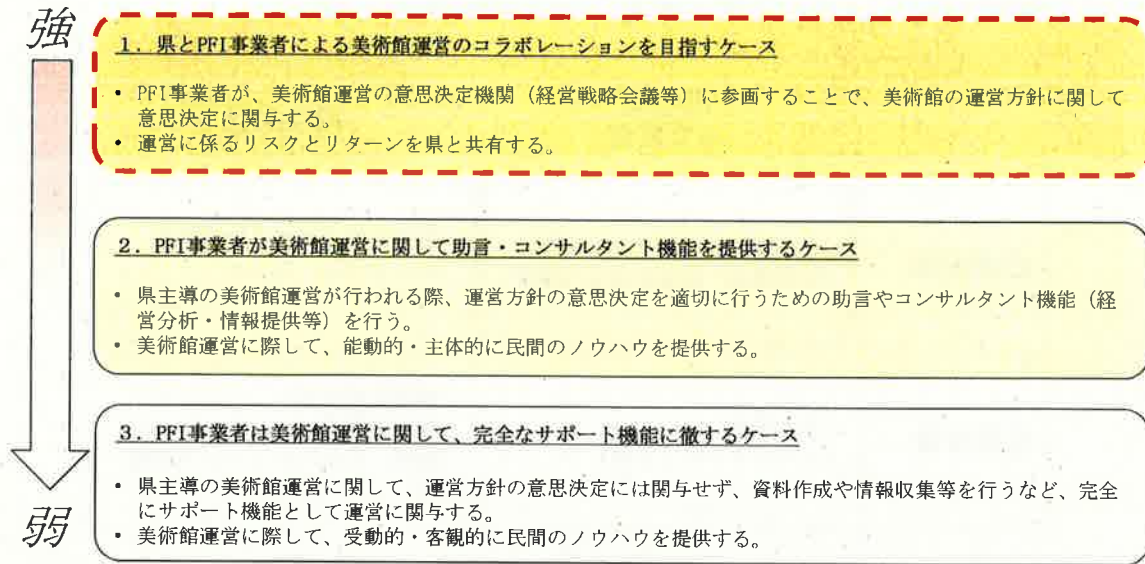 強
1．県とPFI事業者による美術館運営のコラボレーションを目指すケース
• PFI事業者が、美術館運営の意思決定機関（経営戦略会議等）に参画することで、美術館の運営方針に関して
意思決定に関与する。
• 運営に係るリスクとリターンを県と共有する。
2．PFI事業者が美術館運営に関して助言・コンサルタント機能を提供するケース
• 県主導の美術館運営が行われる際、運営方針の意思決定を適切に行うための助言やコンサルタント機能（経
営分析・情報提供等）を行う。
• 美術館運営に際して、能動的・主体的に民間のノウハウを提供する。
3．PFI事業者は美術館運営に関して、完全なサポート機能に徹するケース
• 県主導の美術館運営に関して、運営方針の意思決定には関与せず、資料作成や情報収集等を行うなど、完全
にサポート機能として運営に関与する。
弱
• 美術館運営に際して、受動的・客観的に民間のノウハウを提供する。